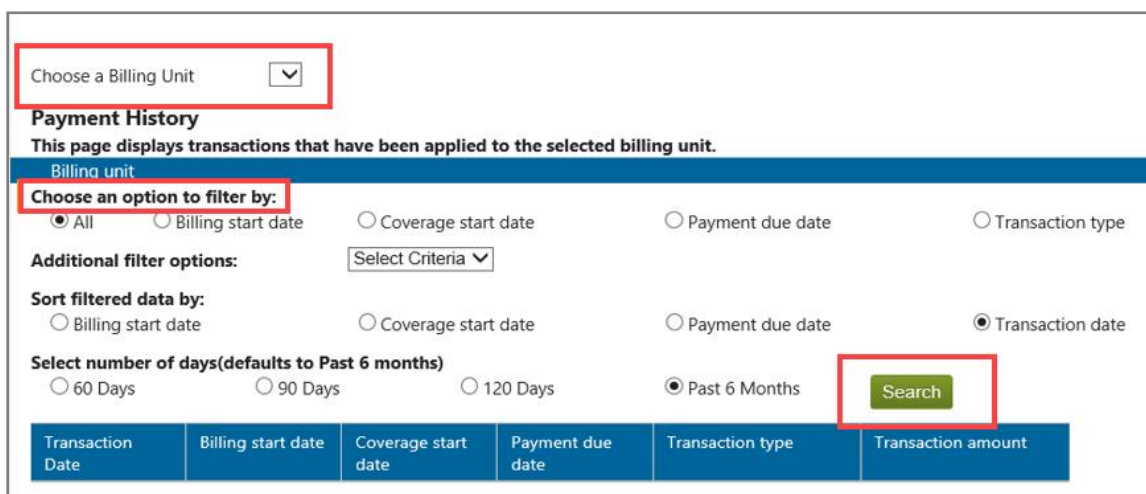 Choose a Billing Unit
Payment History
This page displays transactions that have been applied to the selected billing unit.
Billing unit
Choose an option to filter by:
All Billing start date Coverage start date Payment due date Transaction type
Additional filter options: Select Criteria
Sort filtered data by:
Billing start date Coverage start date Payment due date Transaction date
Select number of days(defaults to Past 6 months)
60 Days 90 Days 120 Days Past 6 Months Search
Transaction Billing start date Coverage start Payment due Transaction type Transaction amount
Date date date